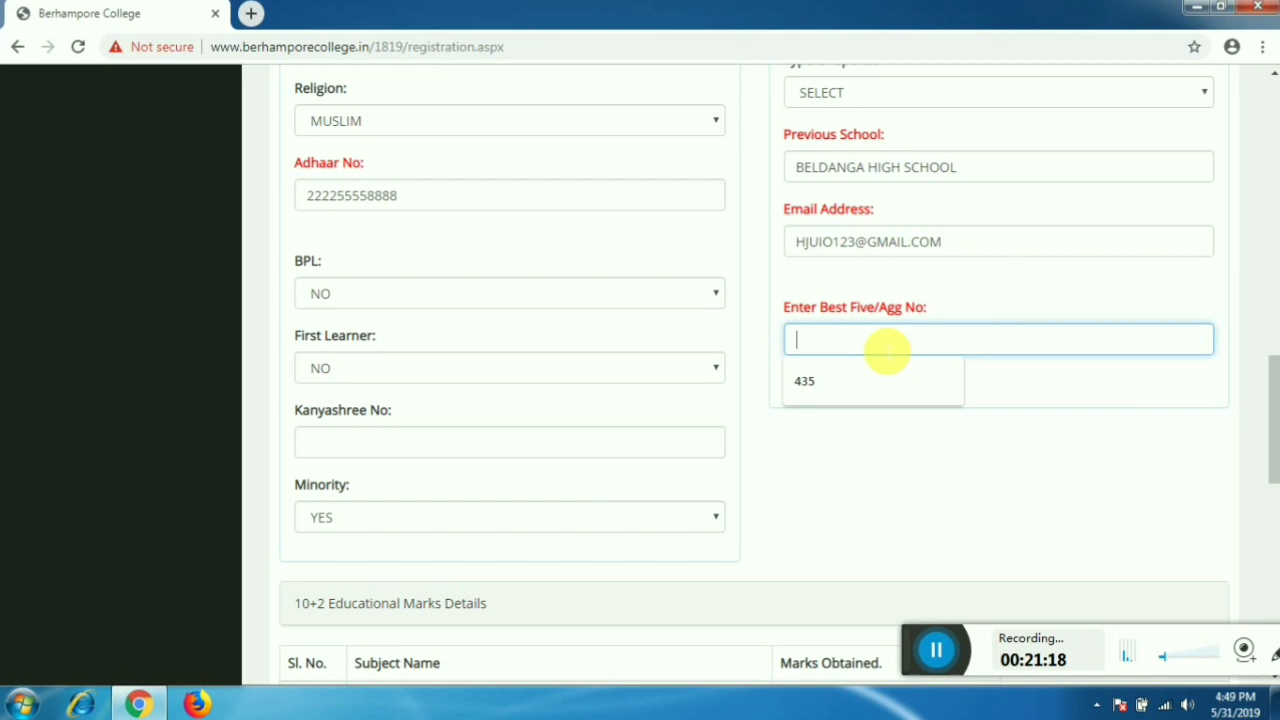 Berhampore College
Not secure
www.berhamporecollege.in/1819/registration.aspx
Religion:
MUSLIM
Adhaar No:
222255558888
BPL:
NO
First Learner:
NO
Kanyashree No:
Minority:
YES
SELECT
Previous School:
BELDANGA HIGH SCHOOL
Email Address:
HJUIO123@GMAIL.COM
Enter Best Five/Agg No:
435
10+2 Educational Marks Details
Sl. No.
Subject Name
Marks Obtained.
Recording...
00:21:18
4:49 PM
5/31/2019